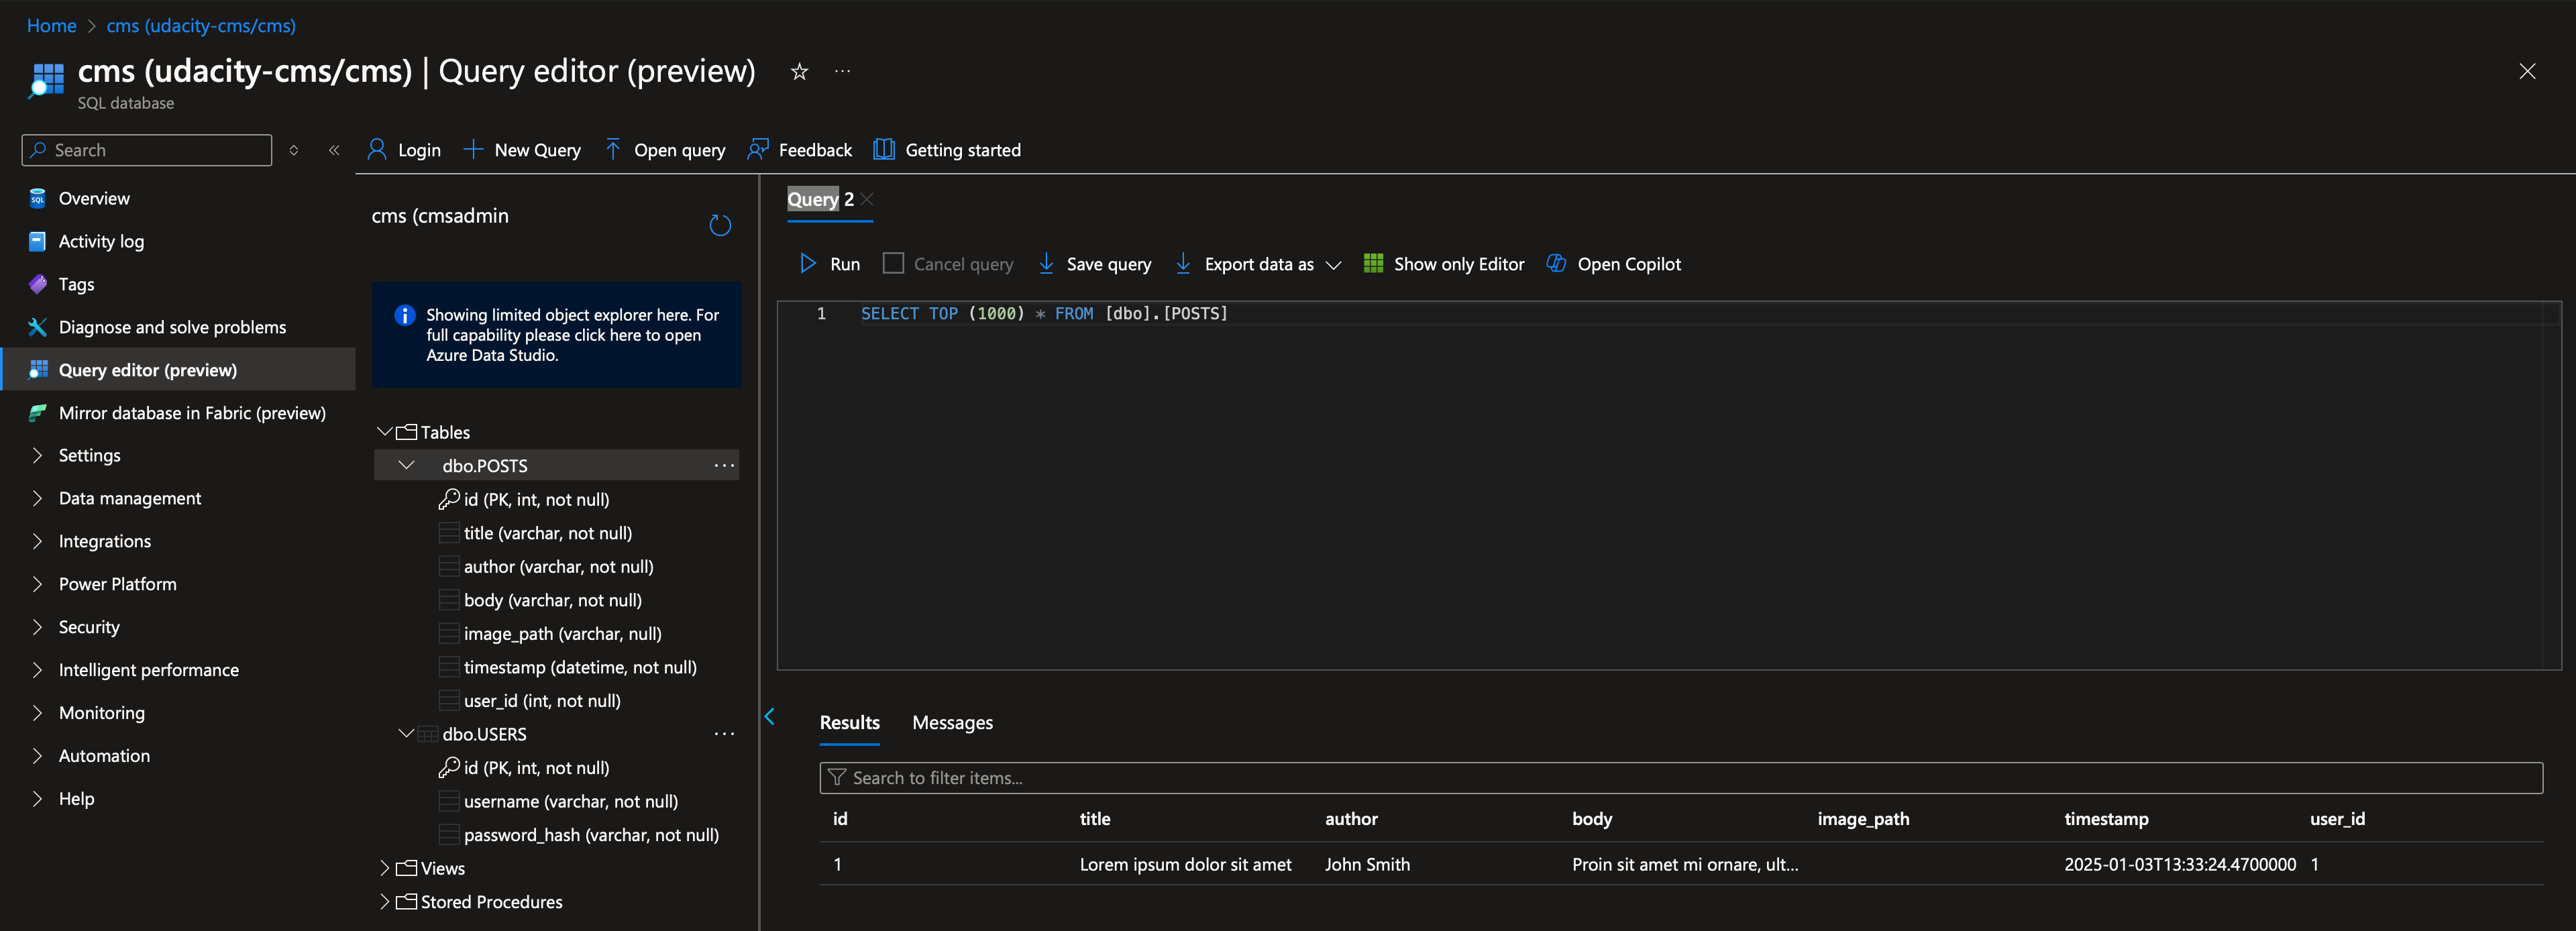 Home > cms (udacity-cms/cms)
cms (udacity-cms/cms) | Query editor (preview)
SQL database
Search
Login
New Query
Open query
Feedback
Getting started
Overview
Activity log
Tags
Diagnose and solve problems
Query editor (preview)
Mirror database in Fabric (preview)
Settings
Data management
Integrations
Power Platform
Security
Intelligent performance
Monitoring
Automation
Help
cms (cmsadmin
Showing limited object explorer here. For
full capability please click here to open
Azure Data Studio.
Tables
dbo.POSTS
id (PK, int, not null)
title (varchar, not null)
author (varchar, not null)
body (varchar, not null)
image_path (varchar, null)
timestamp (datetime, not null)
user_id (int, not null)
dbo.USERS
id (PK, int, not null)
username (varchar, not null)
password_hash (varchar, not null)
Views
Stored Procedures
Query 2
Run
Cancel query
Save query
Export data as
Show only Editor
Open Copilot
1 SELECT TOP (1000) * FROM [dbo].[POSTS]
Results
Messages
Search to filter items...
id title author body image_path timestamp user_id
1 Lorem ipsum dolor sit amet John Smith Proin sit amet mi ornare, ult... 2025-01-03T13:33:24.4700000 1